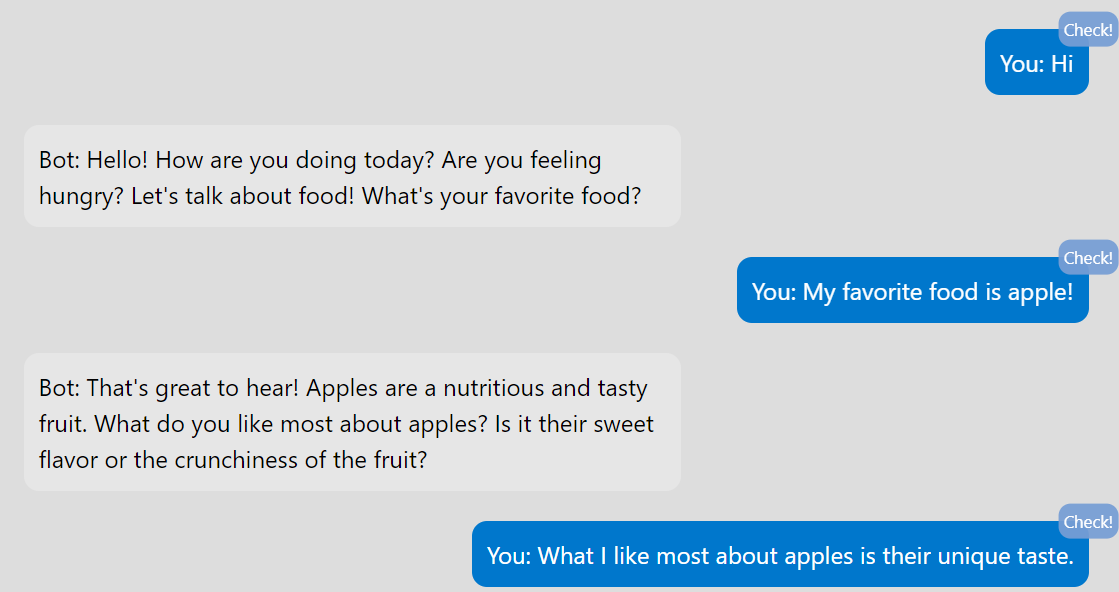 Check!
You: Hi
Bot: Hello! How are you doing today? Are you feeling
hungry? Let's talk about food! What's your favorite food?
Check!
You: My favorite food is apple!
Bot: That's great to hear! Apples are a nutritious and tasty
fruit. What do you like most about apples? Is it their sweet
flavor or the crunchiness of the fruit?
Check!
You: What I like most about apples is their unique taste.